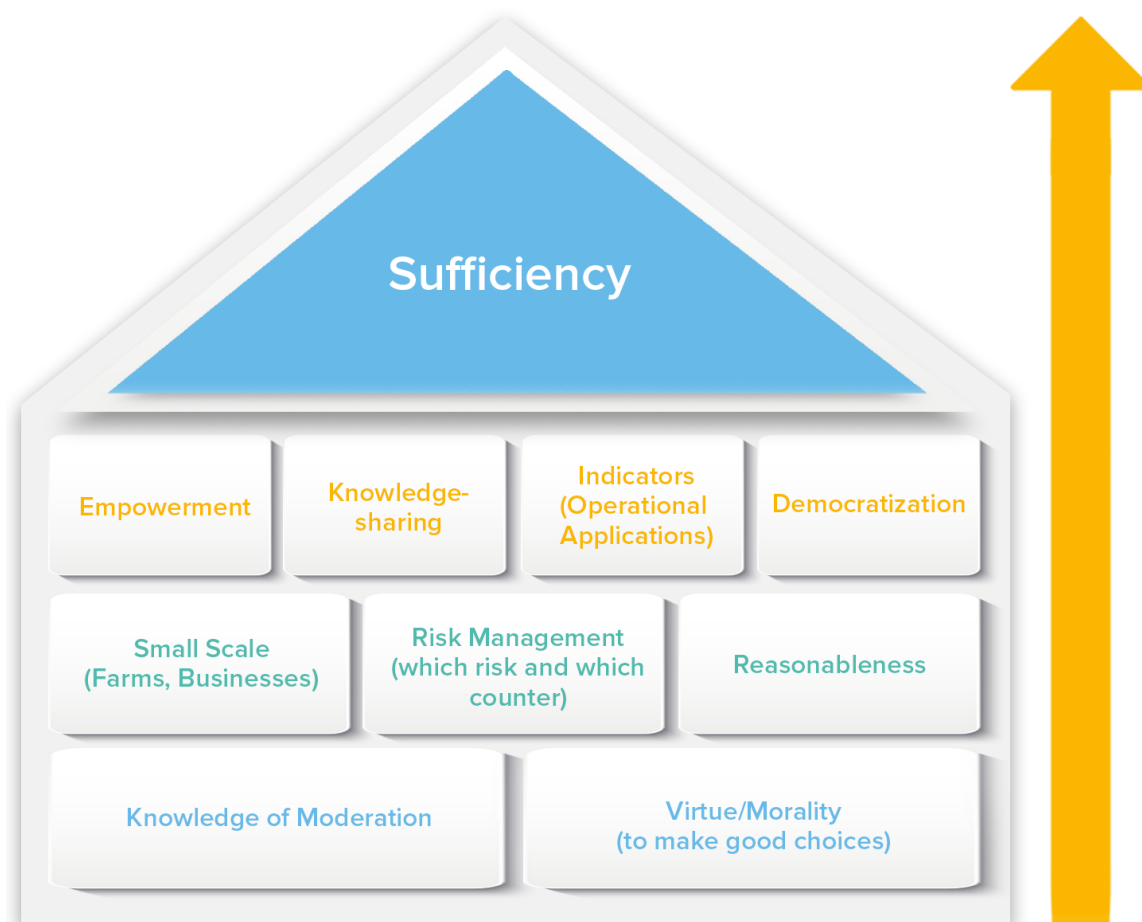 Sufficiency
Empowerment
Knowledge-
sharing
Indicators
(Operational
Applications)
Democratization
Small Scale
(Farms, Businesses)
Risk Management
(which risk and which
counter)
Reasonableness
Knowledge of Moderation
Virtue/Morality
(to make good choices)